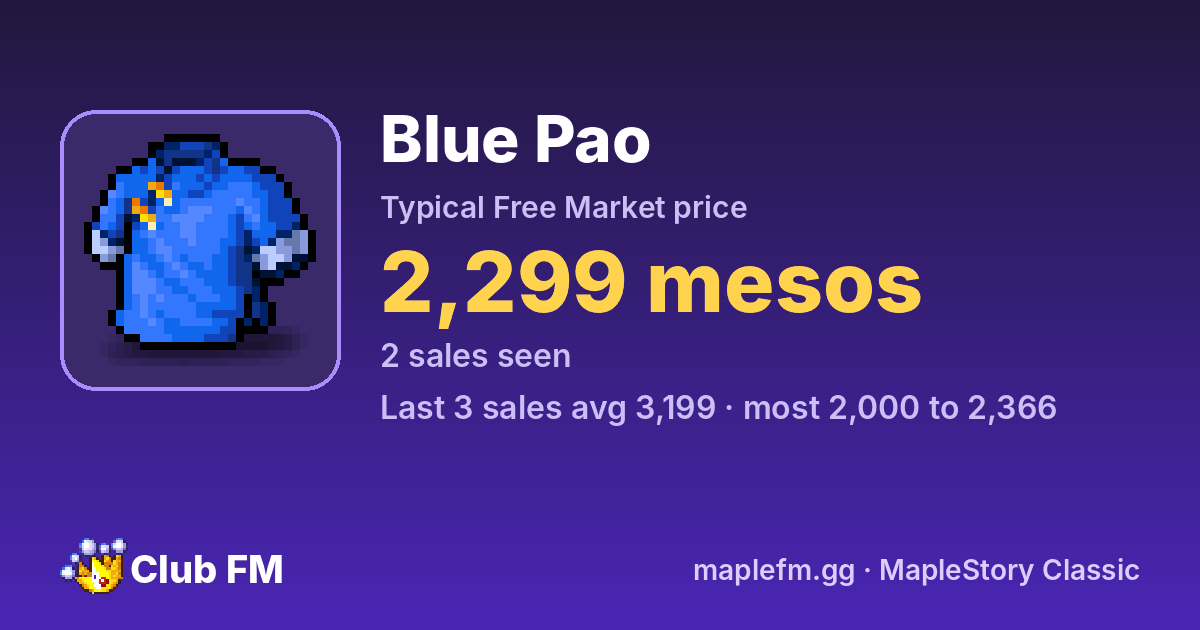 Blue Pao
Typical Free Market price
2,299 mesos
2 sales seen
Last 3 sales avg 3,199 · most 2,000 to 2,366
Club FM
maplefm.gg · MapleStory Classic